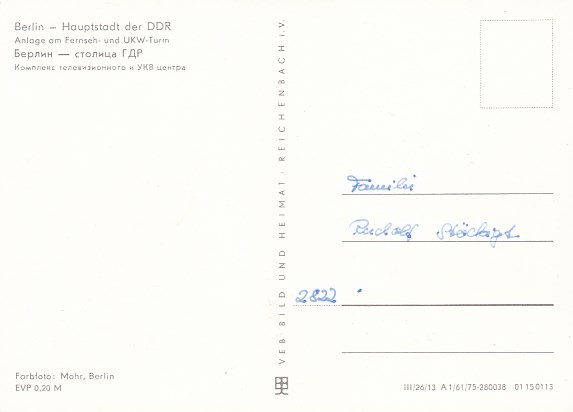 Berlin – Hauptstadt der DDR
Anlage am Fernseh- und UKW-Turm
Берлин — столица ГДР
Комплекс телевизионного и УКВ центра
VEB BILD UND HEIMAT · REICHENBACH I.V.
Familie
Rudolf Stöckigt
2822
Farbfoto: Mohr, Berlin
EVP 0,20 M
III/26/13 A 1/61/75-280038 01 15 0113